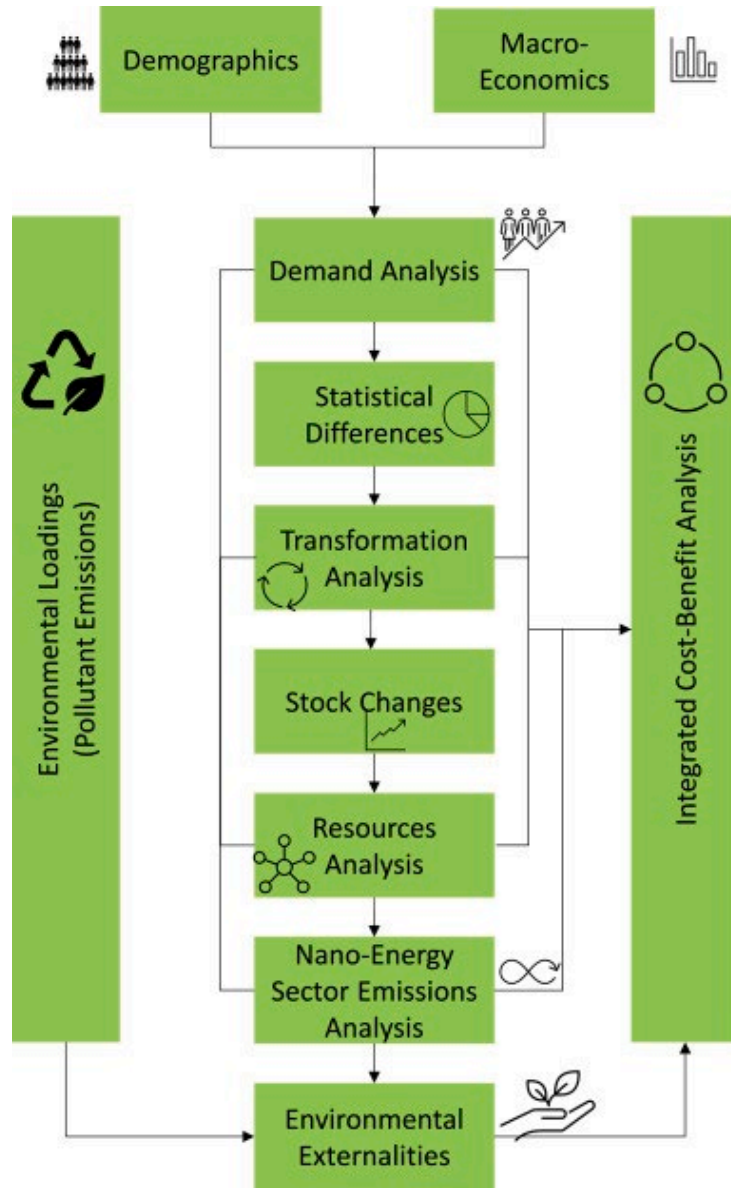 Demographics
Macro-
Economics
Demand Analysis
Statistical
Differences
Transformation
Analysis
Stock Changes
Resources
Analysis
Nano-Energy
Sector Emissions
Analysis
Environmental
Externalities
Environmental Loadings
(Pollutant Emissions)
Integrated Cost-Benefit Analysis